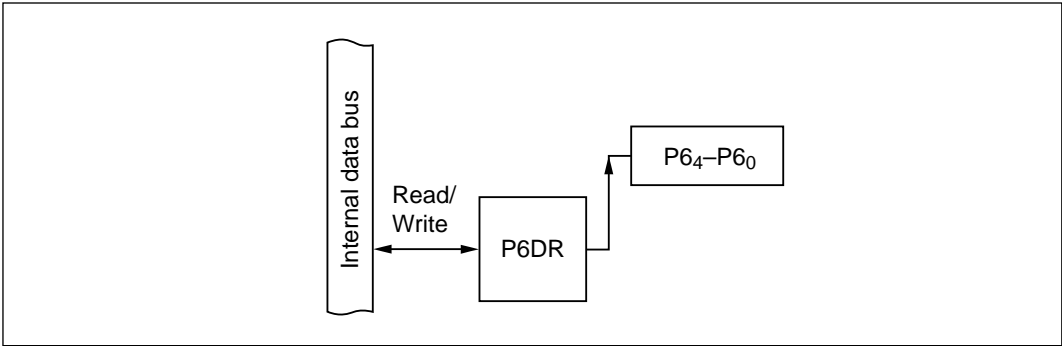 Internal data bus
Read/
Write
P6DR
P6₄–P6₀